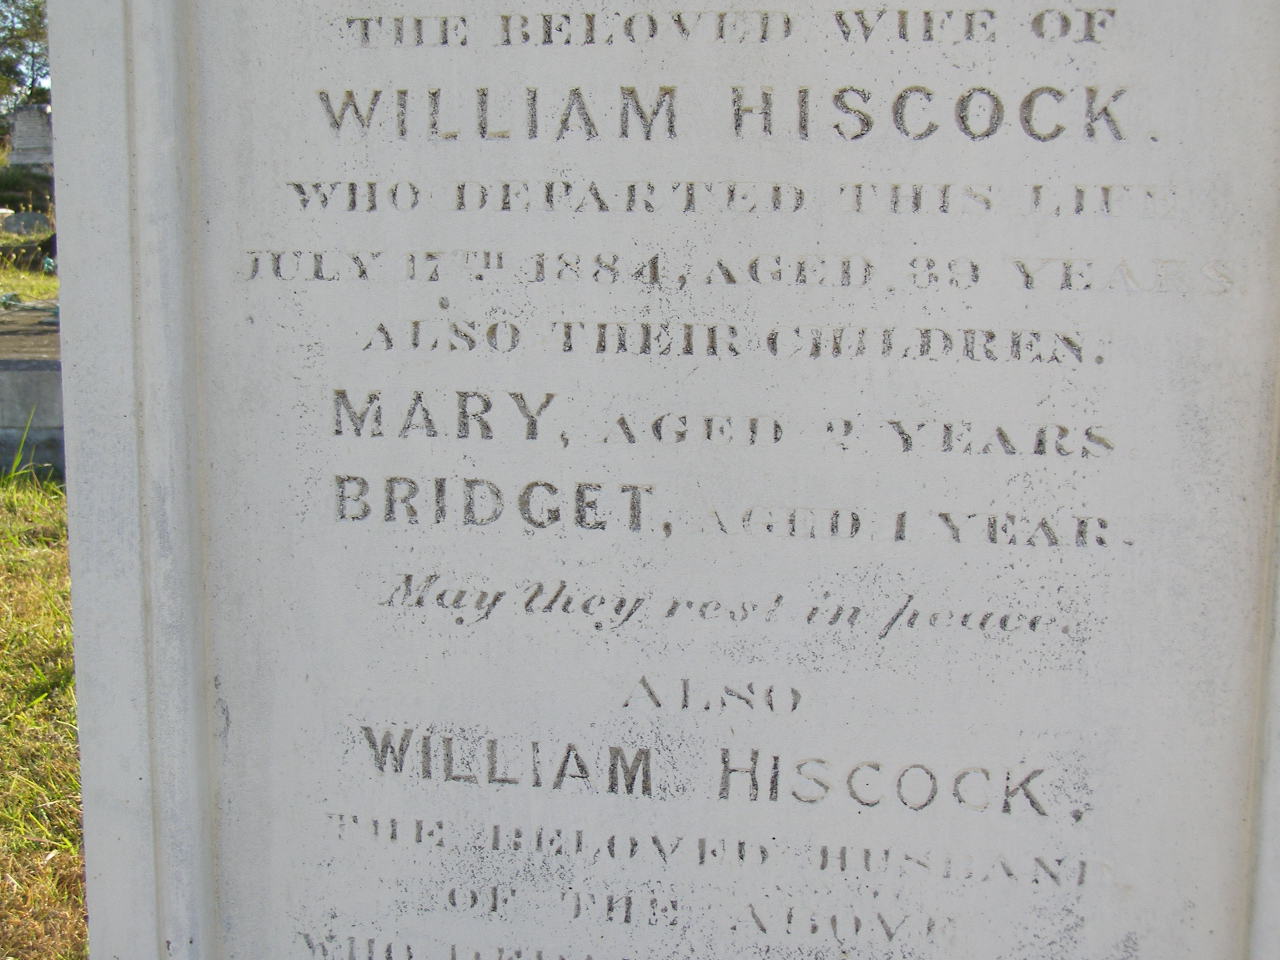 THE BELOVED WIFE OF
WILLIAM HISCOCK.
WHO DEPARTED THIS LIFE
JULY 17TH 1884, AGED 39 YEARS
ALSO THEIR CHILDREN.
MARY, AGED 2 YEARS
BRIDGET, AGED 1 YEAR.
May they rest in peace.
ALSO
WILLIAM HISCOCK,
THE BELOVED HUSBAND
OF THE ABOVE
WHO